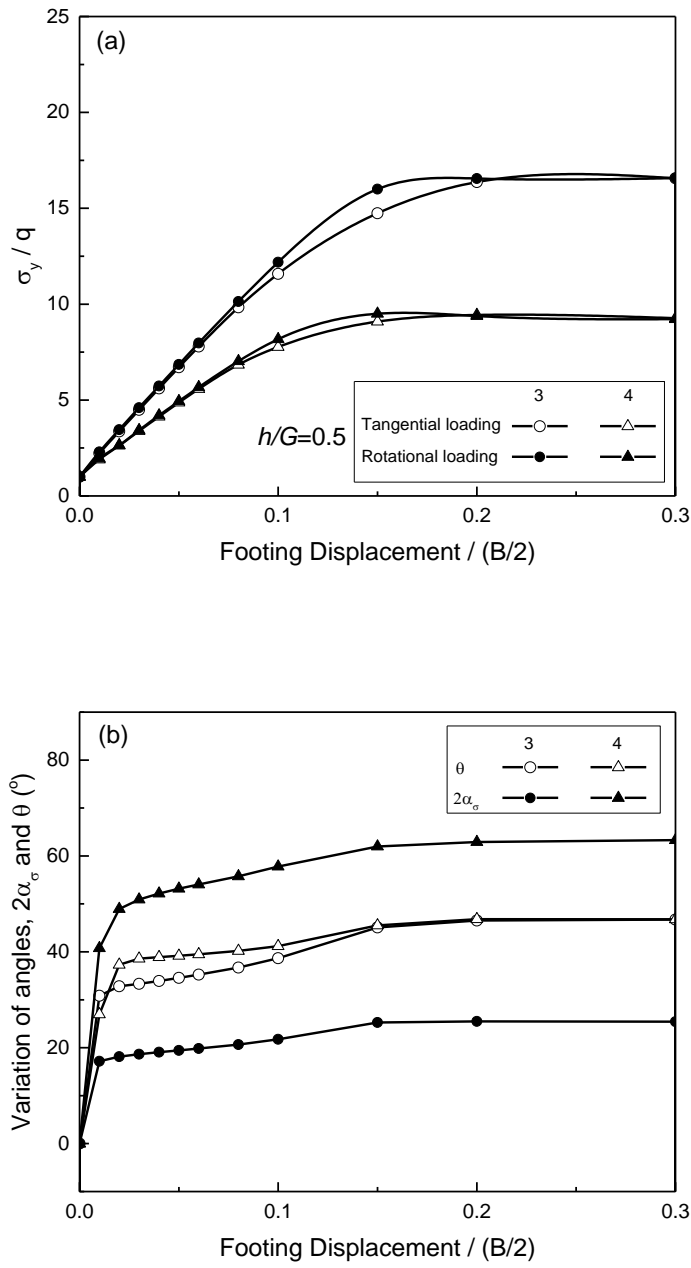 (a)
25
20
15
10
5
0
σy / q
3 4
Tangential loading
Rotational loading
h/G=0.5
0.0 0.1 0.2 0.3
Footing Displacement / (B/2)
(b)
80
60
40
20
0
Variation of angles, 2ασ and θ (o)
3 4
θ
2ασ
0.0 0.1 0.2 0.3
Footing Displacement / (B/2)